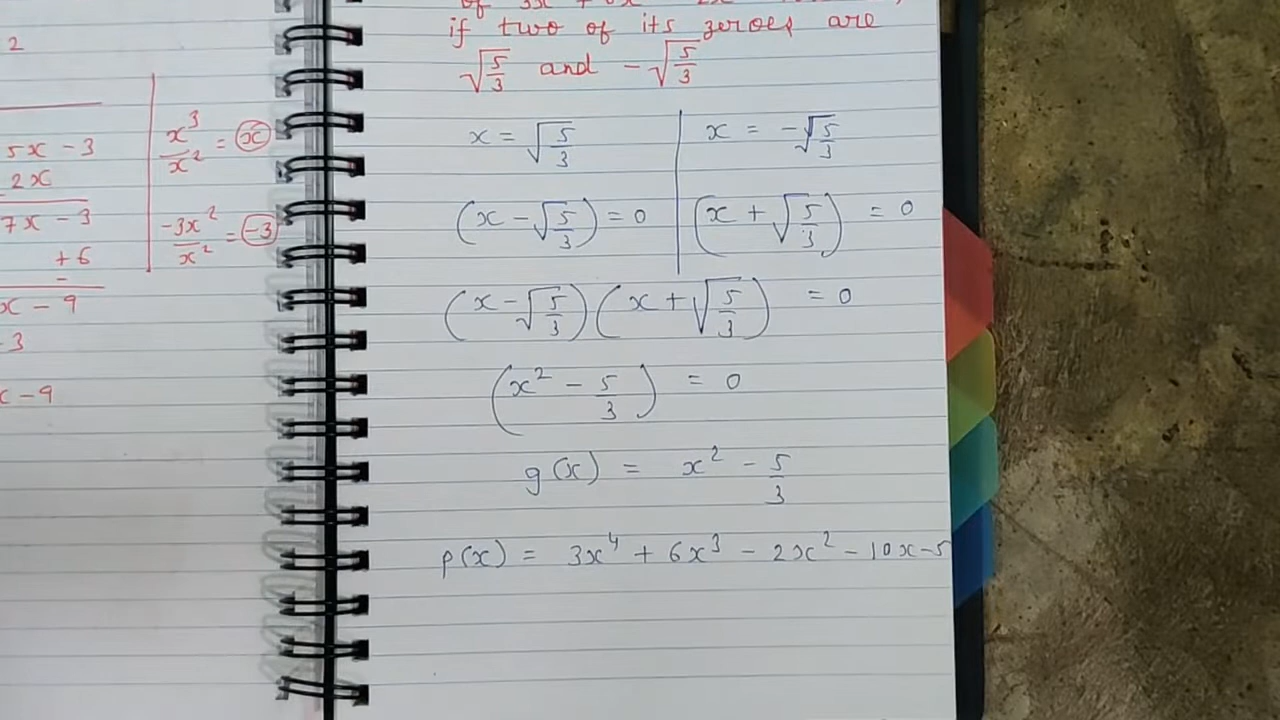 2
5x - 3
2x
7x - 3
+ 6
-
x - 9
3
x - 9
x³/x² = x
-3x²/x² = -3
if two of its zeroes are
√5/3 and -√5/3
x = √5/3
x = -√5/3
(x - √5/3) = 0
(x + √5/3) = 0
(x - √5/3)(x + √5/3) = 0
(x² - 5/3) = 0
g(x) = x² - 5/3
p(x) = 3x⁴ + 6x³ - 2x² - 10x - 5